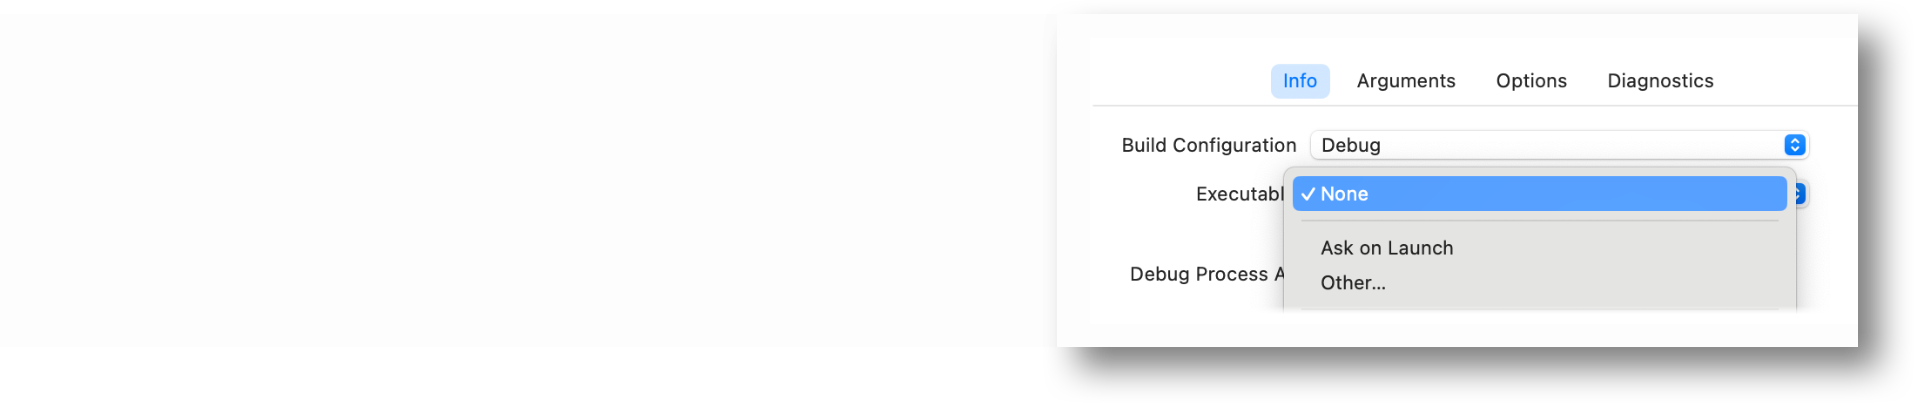 Info Arguments Options Diagnostics
Build Configuration Debug
Executabl ✓ None
Ask on Launch
Debug Process A
Other...